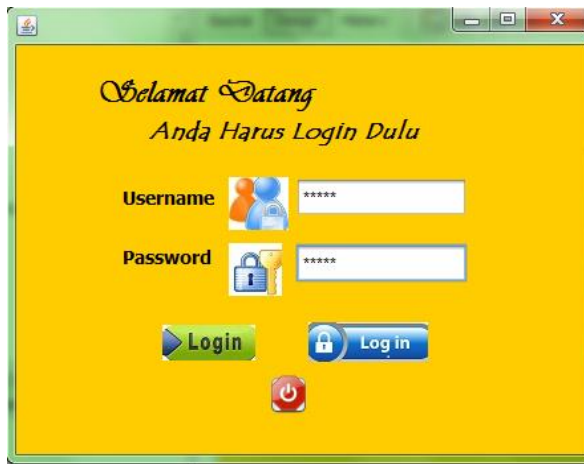 Selamat Datang
Anda Harus Login Dulu
Username *****
Password *****
Login Log in